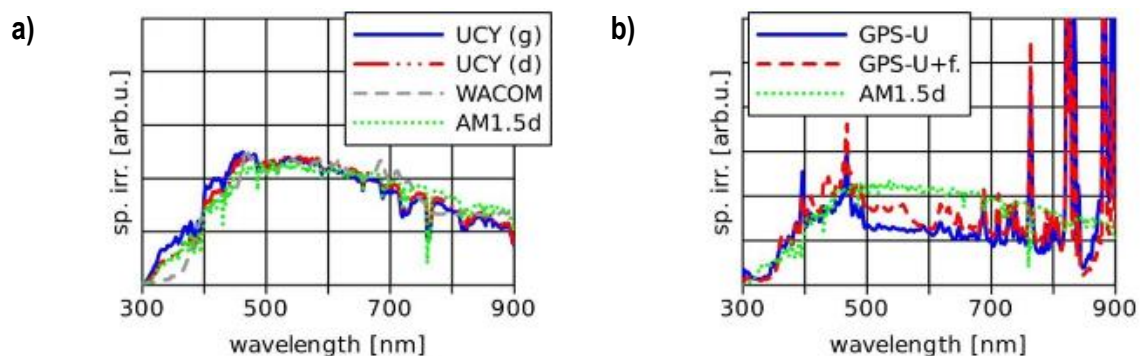 a)
UCY (g)
UCY (d)
WACOM
AM1.5d
sp. irr. [arb.u.]
300 500 700 900
wavelength [nm]
b)
GPS-U
GPS-U+f.
AM1.5d
sp. irr. [arb.u.]
300 500 700 900
wavelength [nm]